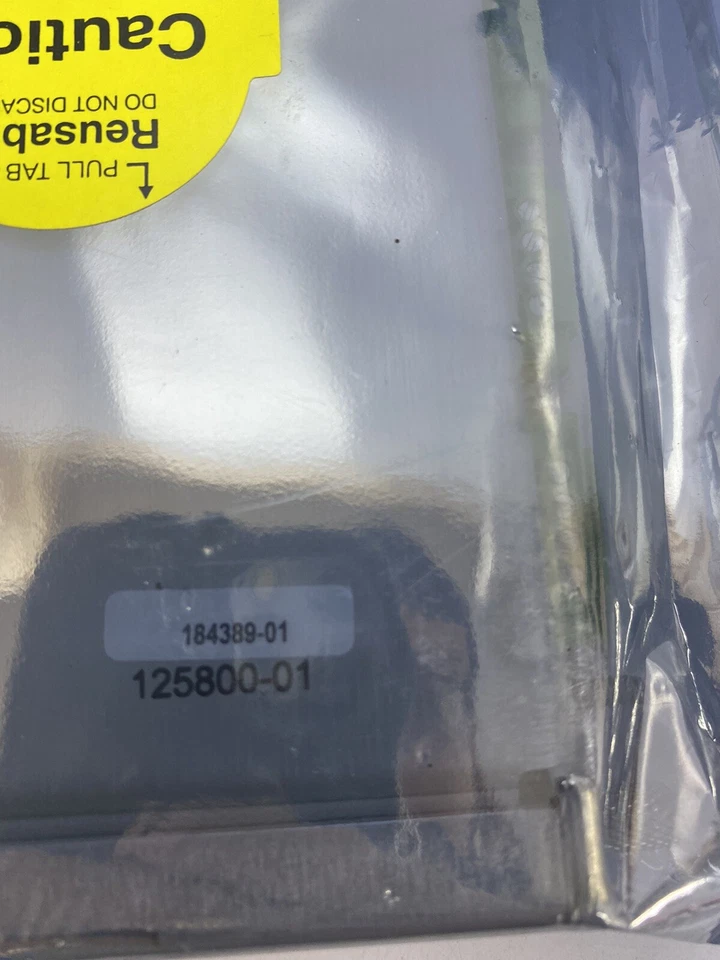 Cautio
DO NOT DISCA
Reusab
PULL TAB
184389-01
125800-01